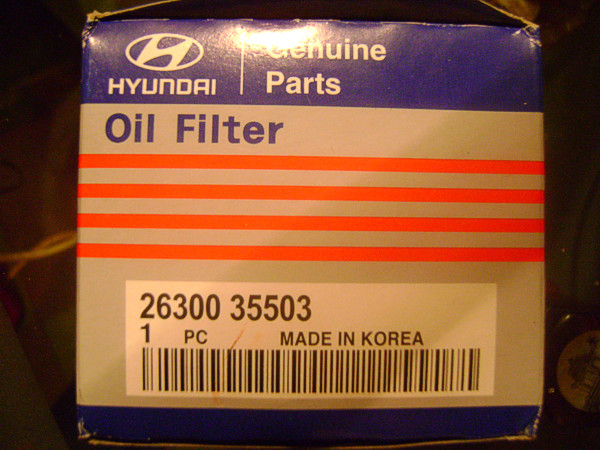 HYUNDAI
Genuine
Parts
Oil Filter
26300 35503
1 PC MADE IN KOREA